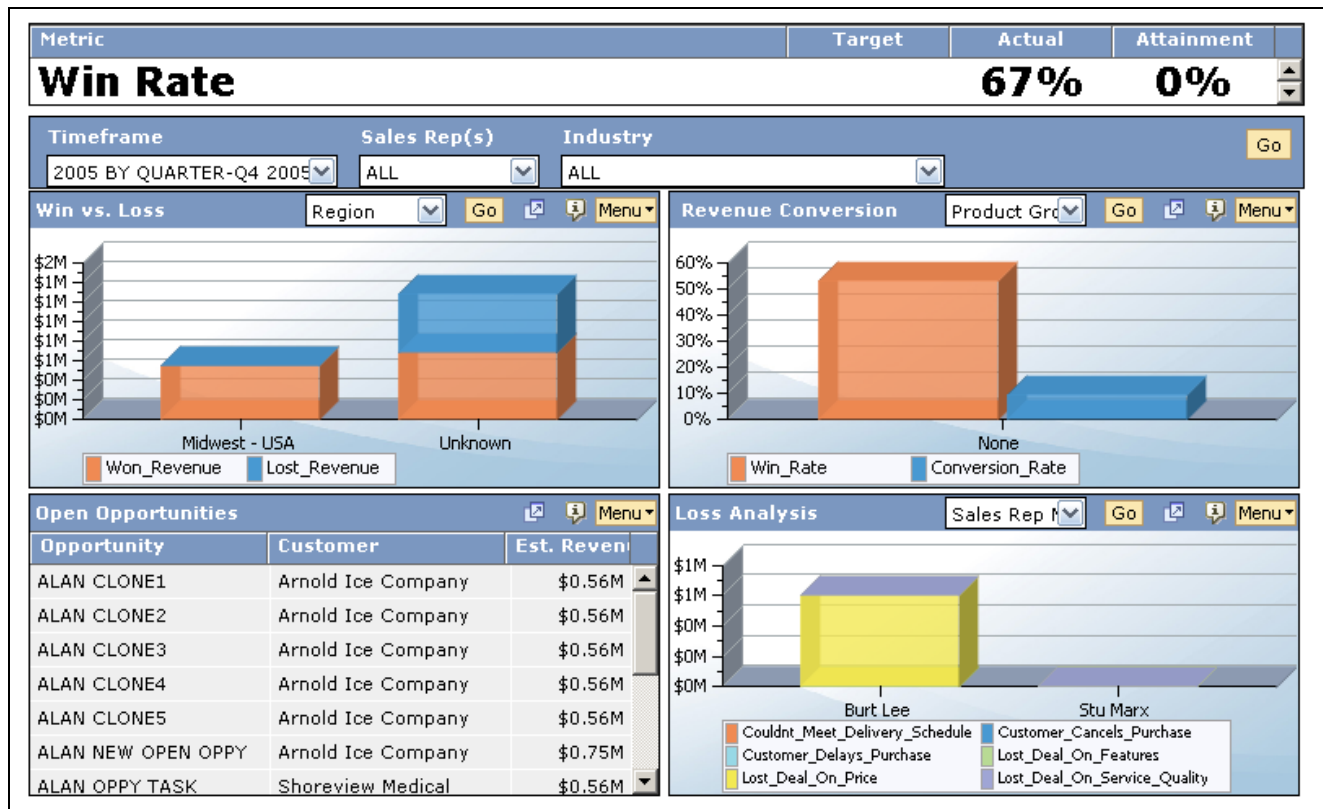 Metric Target Actual Attainment
Win Rate 67% 0%
Timeframe Sales Rep(s) Industry
Go
2005 BY QUARTER-Q4 2005 ALL ALL
Win vs. Loss Region Go Menu
$2M
$1M
$1M
$1M
$1M
$1M
$0M
$0M
$0M
Midwest - USA Unknown
Won_Revenue Lost_Revenue
Revenue Conversion Product Gro Go Menu
60%
50%
40%
30%
20%
10%
0%
None
Win_Rate Conversion_Rate
Open Opportunities Menu
Opportunity Customer Est. Revenu
ALAN CLONE1 Arnold Ice Company $0.56M
ALAN CLONE2 Arnold Ice Company $0.56M
ALAN CLONE3 Arnold Ice Company $0.56M
ALAN CLONE4 Arnold Ice Company $0.56M
ALAN CLONE5 Arnold Ice Company $0.56M
ALAN NEW OPEN OPPY Arnold Ice Company $0.75M
ALAN OPPY TASK Shoreview Medical $0.56M
Loss Analysis Sales Rep N Go Menu
$1M
$1M
$0M
$0M
$0M
Burt Lee Stu Marx
Couldnt_Meet_Delivery_Schedule Customer_Cancels_Purchase
Customer_Delays_Purchase Lost_Deal_On_Features
Lost_Deal_On_Price Lost_Deal_On_Service_Quality